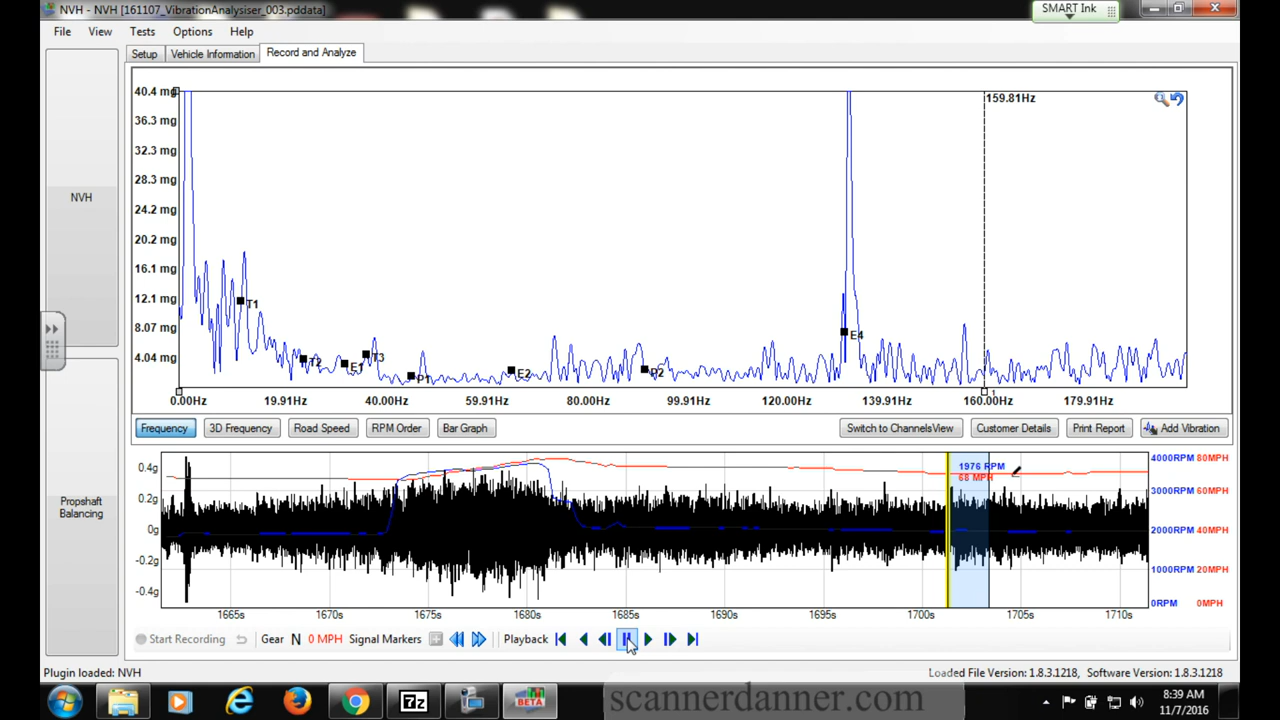 NVH - NVH [161107_VibrationAnalysiser_003.pddata]
SMART Ink
File View Tests Options Help
Setup Vehicle Information Record and Analyze
NVH
Propshaft
Balancing
40.4 mg
36.3 mg
32.3 mg
28.3 mg
24.2 mg
20.2 mg
16.1 mg
12.1 mg
8.07 mg
4.04 mg
159.81Hz
T1
T2
E1
T3
P1
E2
P2
E4
0.00Hz 19.91Hz 40.00Hz 59.91Hz 80.00Hz 99.91Hz 120.00Hz 139.91Hz 160.00Hz 179.91Hz
Frequency 3D Frequency Road Speed RPM Order Bar Graph Switch to ChannelsView Customer Details Print Report Add Vibration
0.4g
0.2g
0g
-0.2g
-0.4g
1976 RPM
68 MPH
4000RPM 80MPH
3000RPM 60MPH
2000RPM 40MPH
1000RPM 20MPH
0RPM 0MPH
1665s 1670s 1675s 1680s 1685s 1690s 1695s 1700s 1705s 1710s
Start Recording Gear N 0 MPH Signal Markers Playback
Plugin loaded: NVH
Loaded File Version: 1.8.3.1218, Software Version: 1.8.3.1218
7z
BETA
scannerdanner.com
8:39 AM
11/7/2016